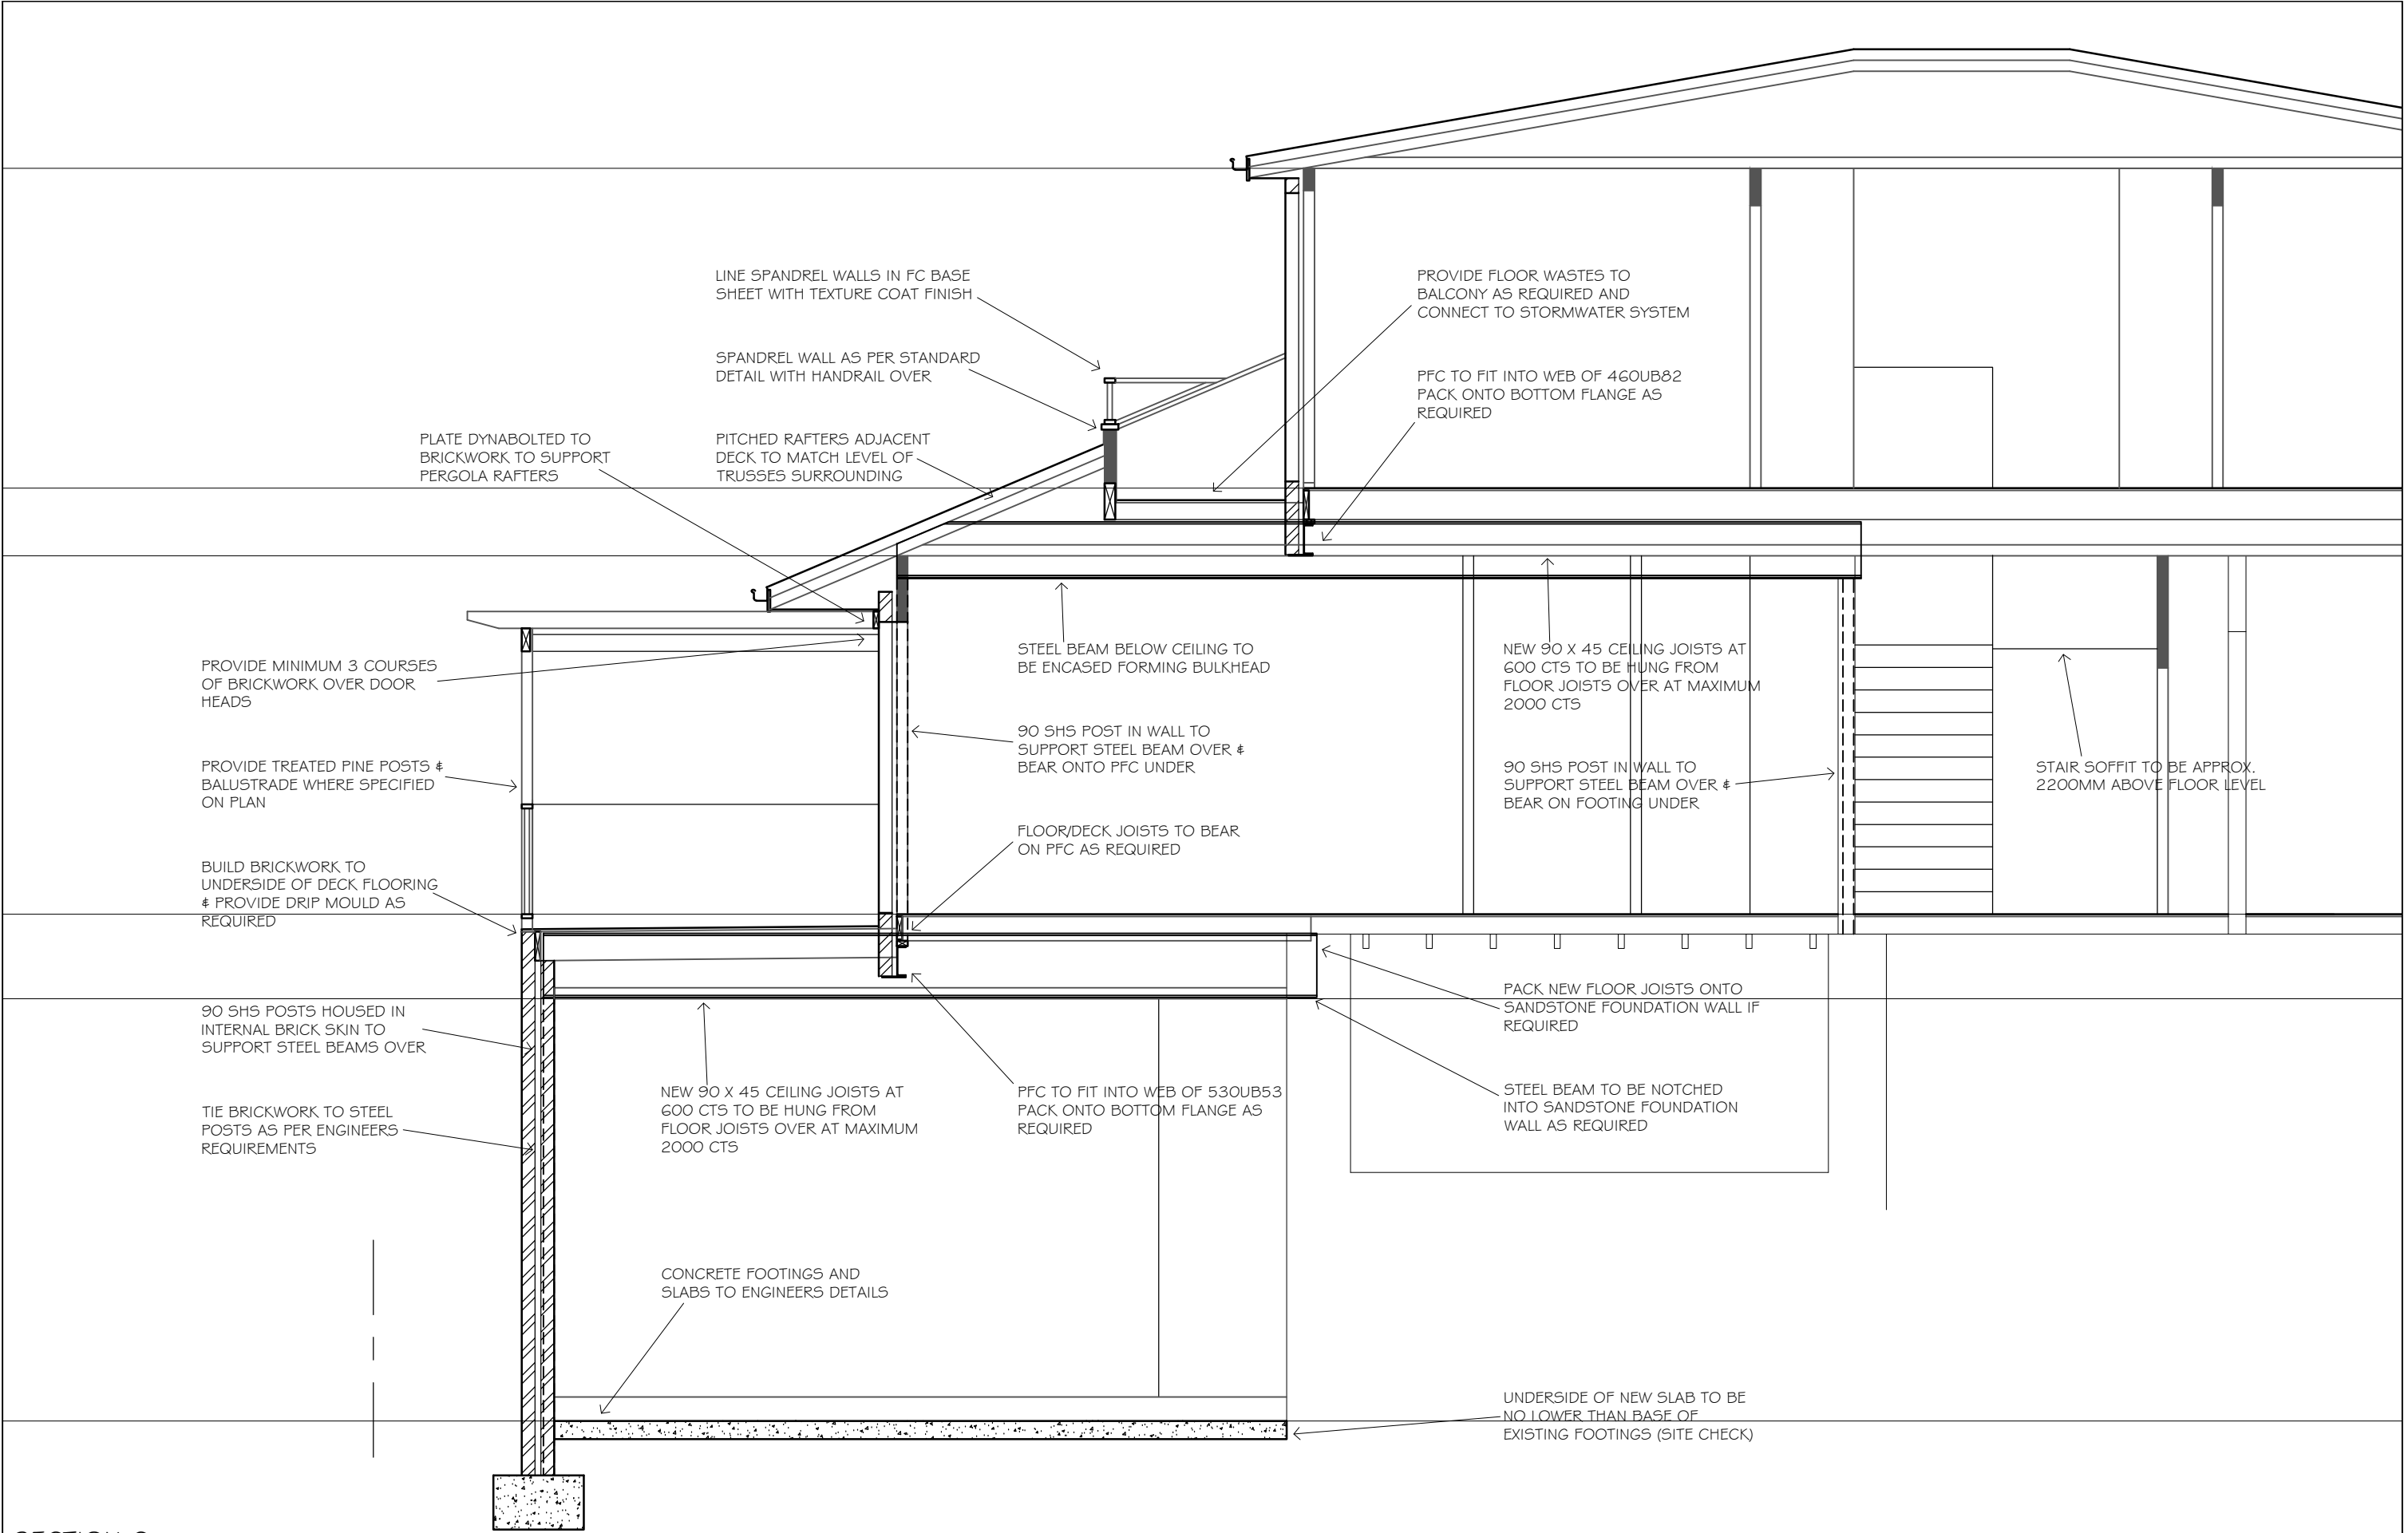 LINE SPANDREL WALLS IN FC BASE
SHEET WITH TEXTURE COAT FINISH
PROVIDE FLOOR WASTES TO
BALCONY AS REQUIRED AND
CONNECT TO STORMWATER SYSTEM
SPANDREL WALL AS PER STANDARD
DETAIL WITH HANDRAIL OVER
PFC TO FIT INTO WEB OF 460UB82
PACK ONTO BOTTOM FLANGE AS
REQUIRED
PLATE DYNABOLTED TO
BRICKWORK TO SUPPORT
PERGOLA RAFTERS
PITCHED RAFTERS ADJACENT
DECK TO MATCH LEVEL OF
TRUSSES SURROUNDING
PROVIDE MINIMUM 3 COURSES
OF BRICKWORK OVER DOOR
HEADS
STEEL BEAM BELOW CEILING TO
BE ENCASED FORMING BULKHEAD
NEW 90 X 45 CEILING JOISTS AT
600 CTS TO BE HUNG FROM
FLOOR JOISTS OVER AT MAXIMUM
2000 CTS
90 SHS POST IN WALL TO
SUPPORT STEEL BEAM OVER &
BEAR ONTO PFC UNDER
PROVIDE TREATED PINE POSTS &
BALUSTRADE WHERE SPECIFIED
ON PLAN
90 SHS POST IN WALL TO
SUPPORT STEEL BEAM OVER &
BEAR ON FOOTING UNDER
STAIR SOFFIT TO BE APPROX.
2200MM ABOVE FLOOR LEVEL
FLOOR/DECK JOISTS TO BEAR
ON PFC AS REQUIRED
BUILD BRICKWORK TO
UNDERSIDE OF DECK FLOORING
& PROVIDE DRIP MOULD AS
REQUIRED
PACK NEW FLOOR JOISTS ONTO
SANDSTONE FOUNDATION WALL IF
REQUIRED
90 SHS POSTS HOUSED IN
INTERNAL BRICK SKIN TO
SUPPORT STEEL BEAMS OVER
NEW 90 X 45 CEILING JOISTS AT
600 CTS TO BE HUNG FROM
FLOOR JOISTS OVER AT MAXIMUM
2000 CTS
PFC TO FIT INTO WEB OF 530UB53
PACK ONTO BOTTOM FLANGE AS
REQUIRED
STEEL BEAM TO BE NOTCHED
INTO SANDSTONE FOUNDATION
WALL AS REQUIRED
TIE BRICKWORK TO STEEL
POSTS AS PER ENGINEERS
REQUIREMENTS
CONCRETE FOOTINGS AND
SLABS TO ENGINEERS DETAILS
UNDERSIDE OF NEW SLAB TO BE
NO LOWER THAN BASE OF
EXISTING FOOTINGS (SITE CHECK)